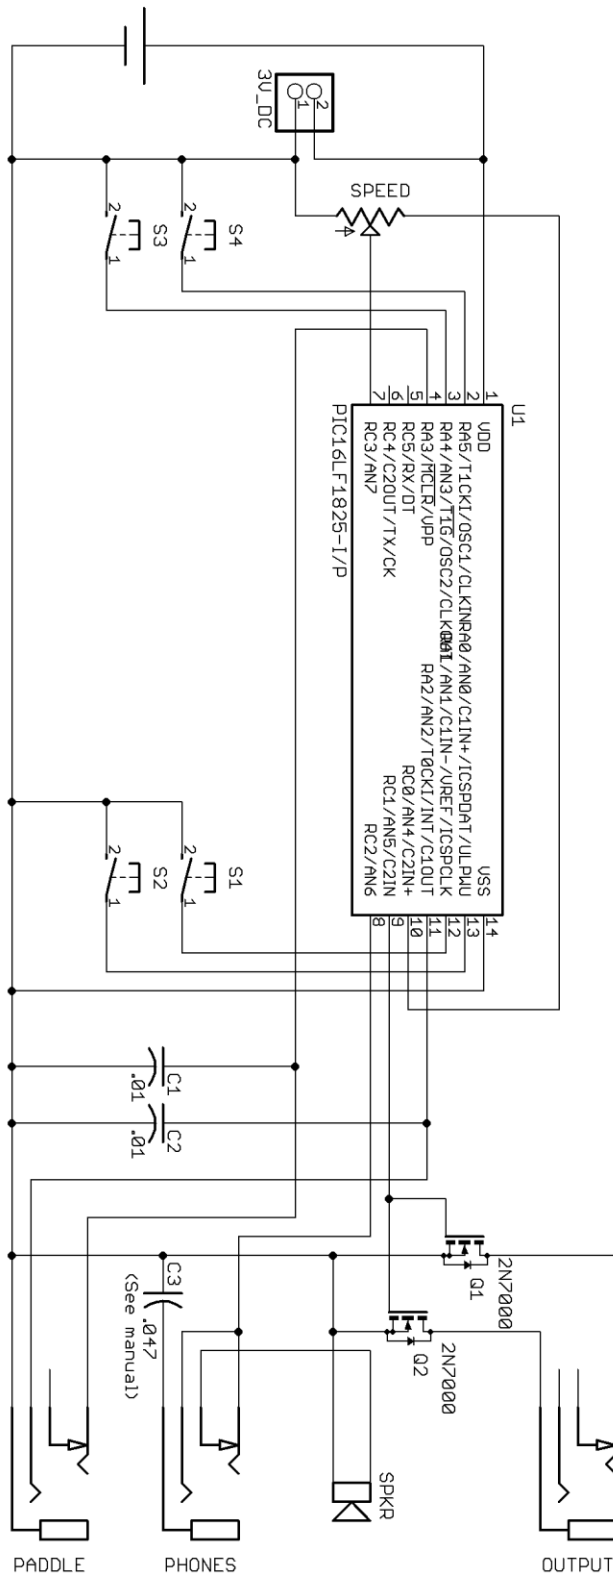 3V_DC
1
2
SPEED
2
S3
1
2
S4
1
U1
7
6
5
4
3
2
1
PIC16LF1825-I/P
VDD
RA5/T1CKI/OSC1/CLKIN
RA4/AN3/T1G/OSC2/CLKOUT
RA3/MCLR/VPP
RC5/RX/DT
RC4/C2OUT/TX/CK
RC3/AN7
VSS
RA0/AN0/C1IN+/ICSPDAT/ULPWU
RA1/AN1/C1IN-/VREF/ICSPCLK
RA2/AN2/T0CKI/INT/C1OUT
RC0/AN4/C2IN+
RC1/AN5/C2IN
RC2/AN6
8
9
10
11
12
13
14
2
S2
1
2
S1
1
C1
.01
C2
.01
C3
.047
(See manual)
2N7000
Q1
2N7000
Q2
SPKR
PADDLE
PHONES
OUTPUT